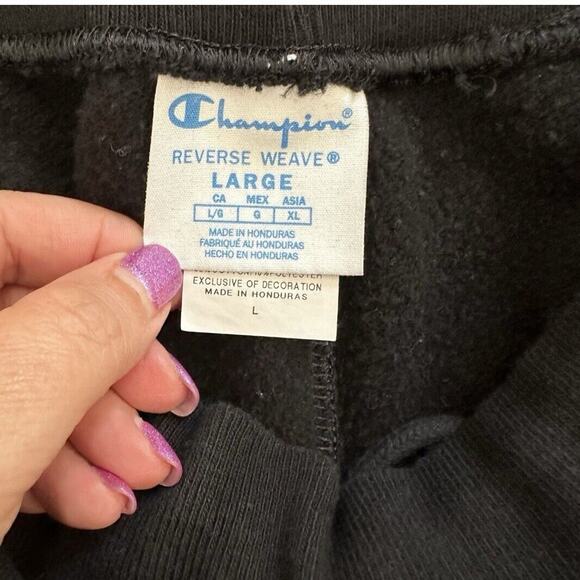 Champion®
REVERSE WEAVE®
LARGE
CA MEX ASIA
L/G G XL
MADE IN HONDURAS
FABRIQUÉ AU HONDURAS
HECHO EN HONDURAS
POLYESTER
EXCLUSIVE OF DECORATION
MADE IN HONDURAS
L